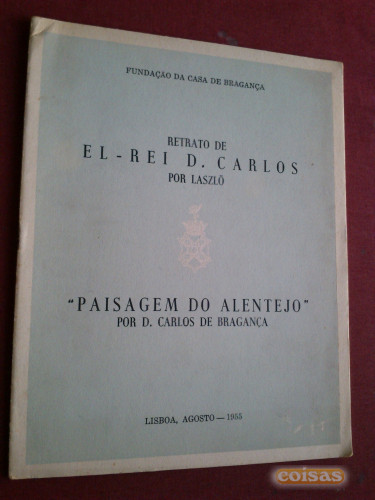 FUNDAÇÃO DA CASA DE BRAGANÇA
RETRATO DE
EL-REI D. CARLOS
POR LASZLÓ
"PAISAGEM DO ALENTEJO"
POR D. CARLOS DE BRAGANÇA
LISBOA, AGOSTO — 1955
coisas